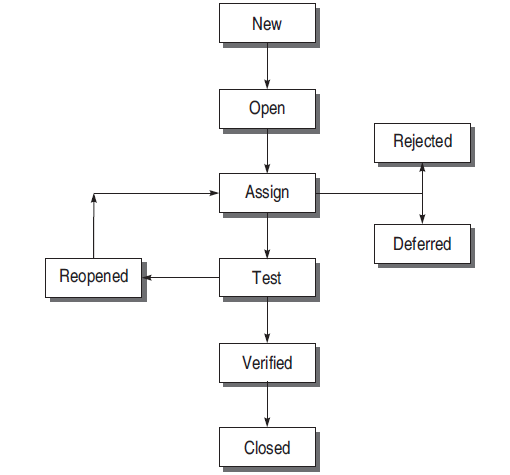 New
Open
Rejected
Assign
Deferred
Reopened
Test
Verified
Closed